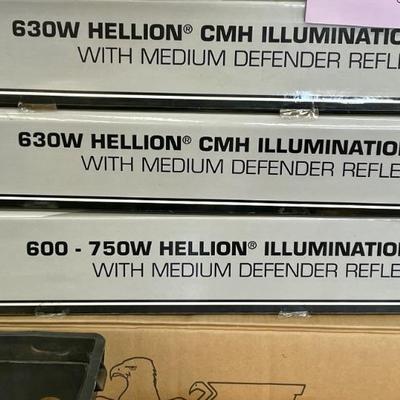 630W HELLION® CMH ILLUMINATIO
WITH MEDIUM DEFENDER REFLE
630W HELLION® CMH ILLUMINATIO
WITH MEDIUM DEFENDER REFLE
600 - 750W HELLION® ILLUMINATIO
WITH MEDIUM DEFENDER REFLE